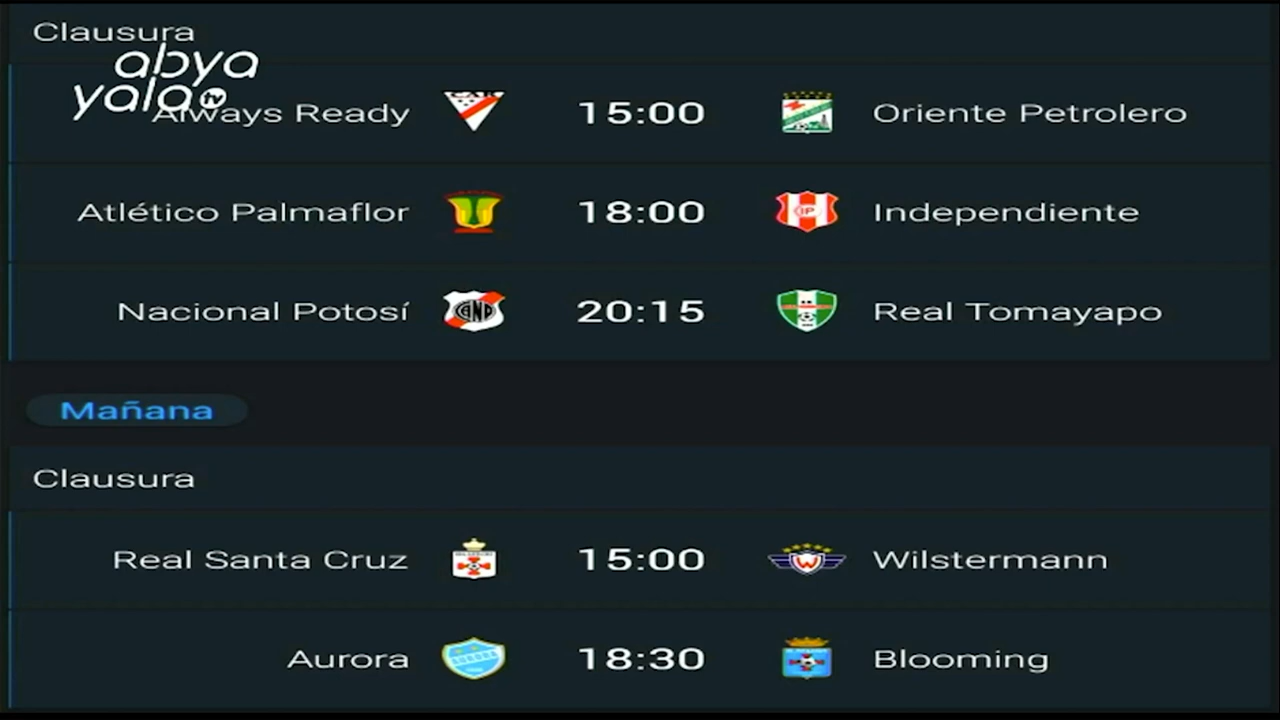 Clausura
abya
yala tv
Always Ready 15:00 Oriente Petrolero
Atlético Palmaflor 18:00 Independiente
Nacional Potosí 20:15 Real Tomayapo
Mañana
Clausura
Real Santa Cruz 15:00 Wilstermann
Aurora 18:30 Blooming